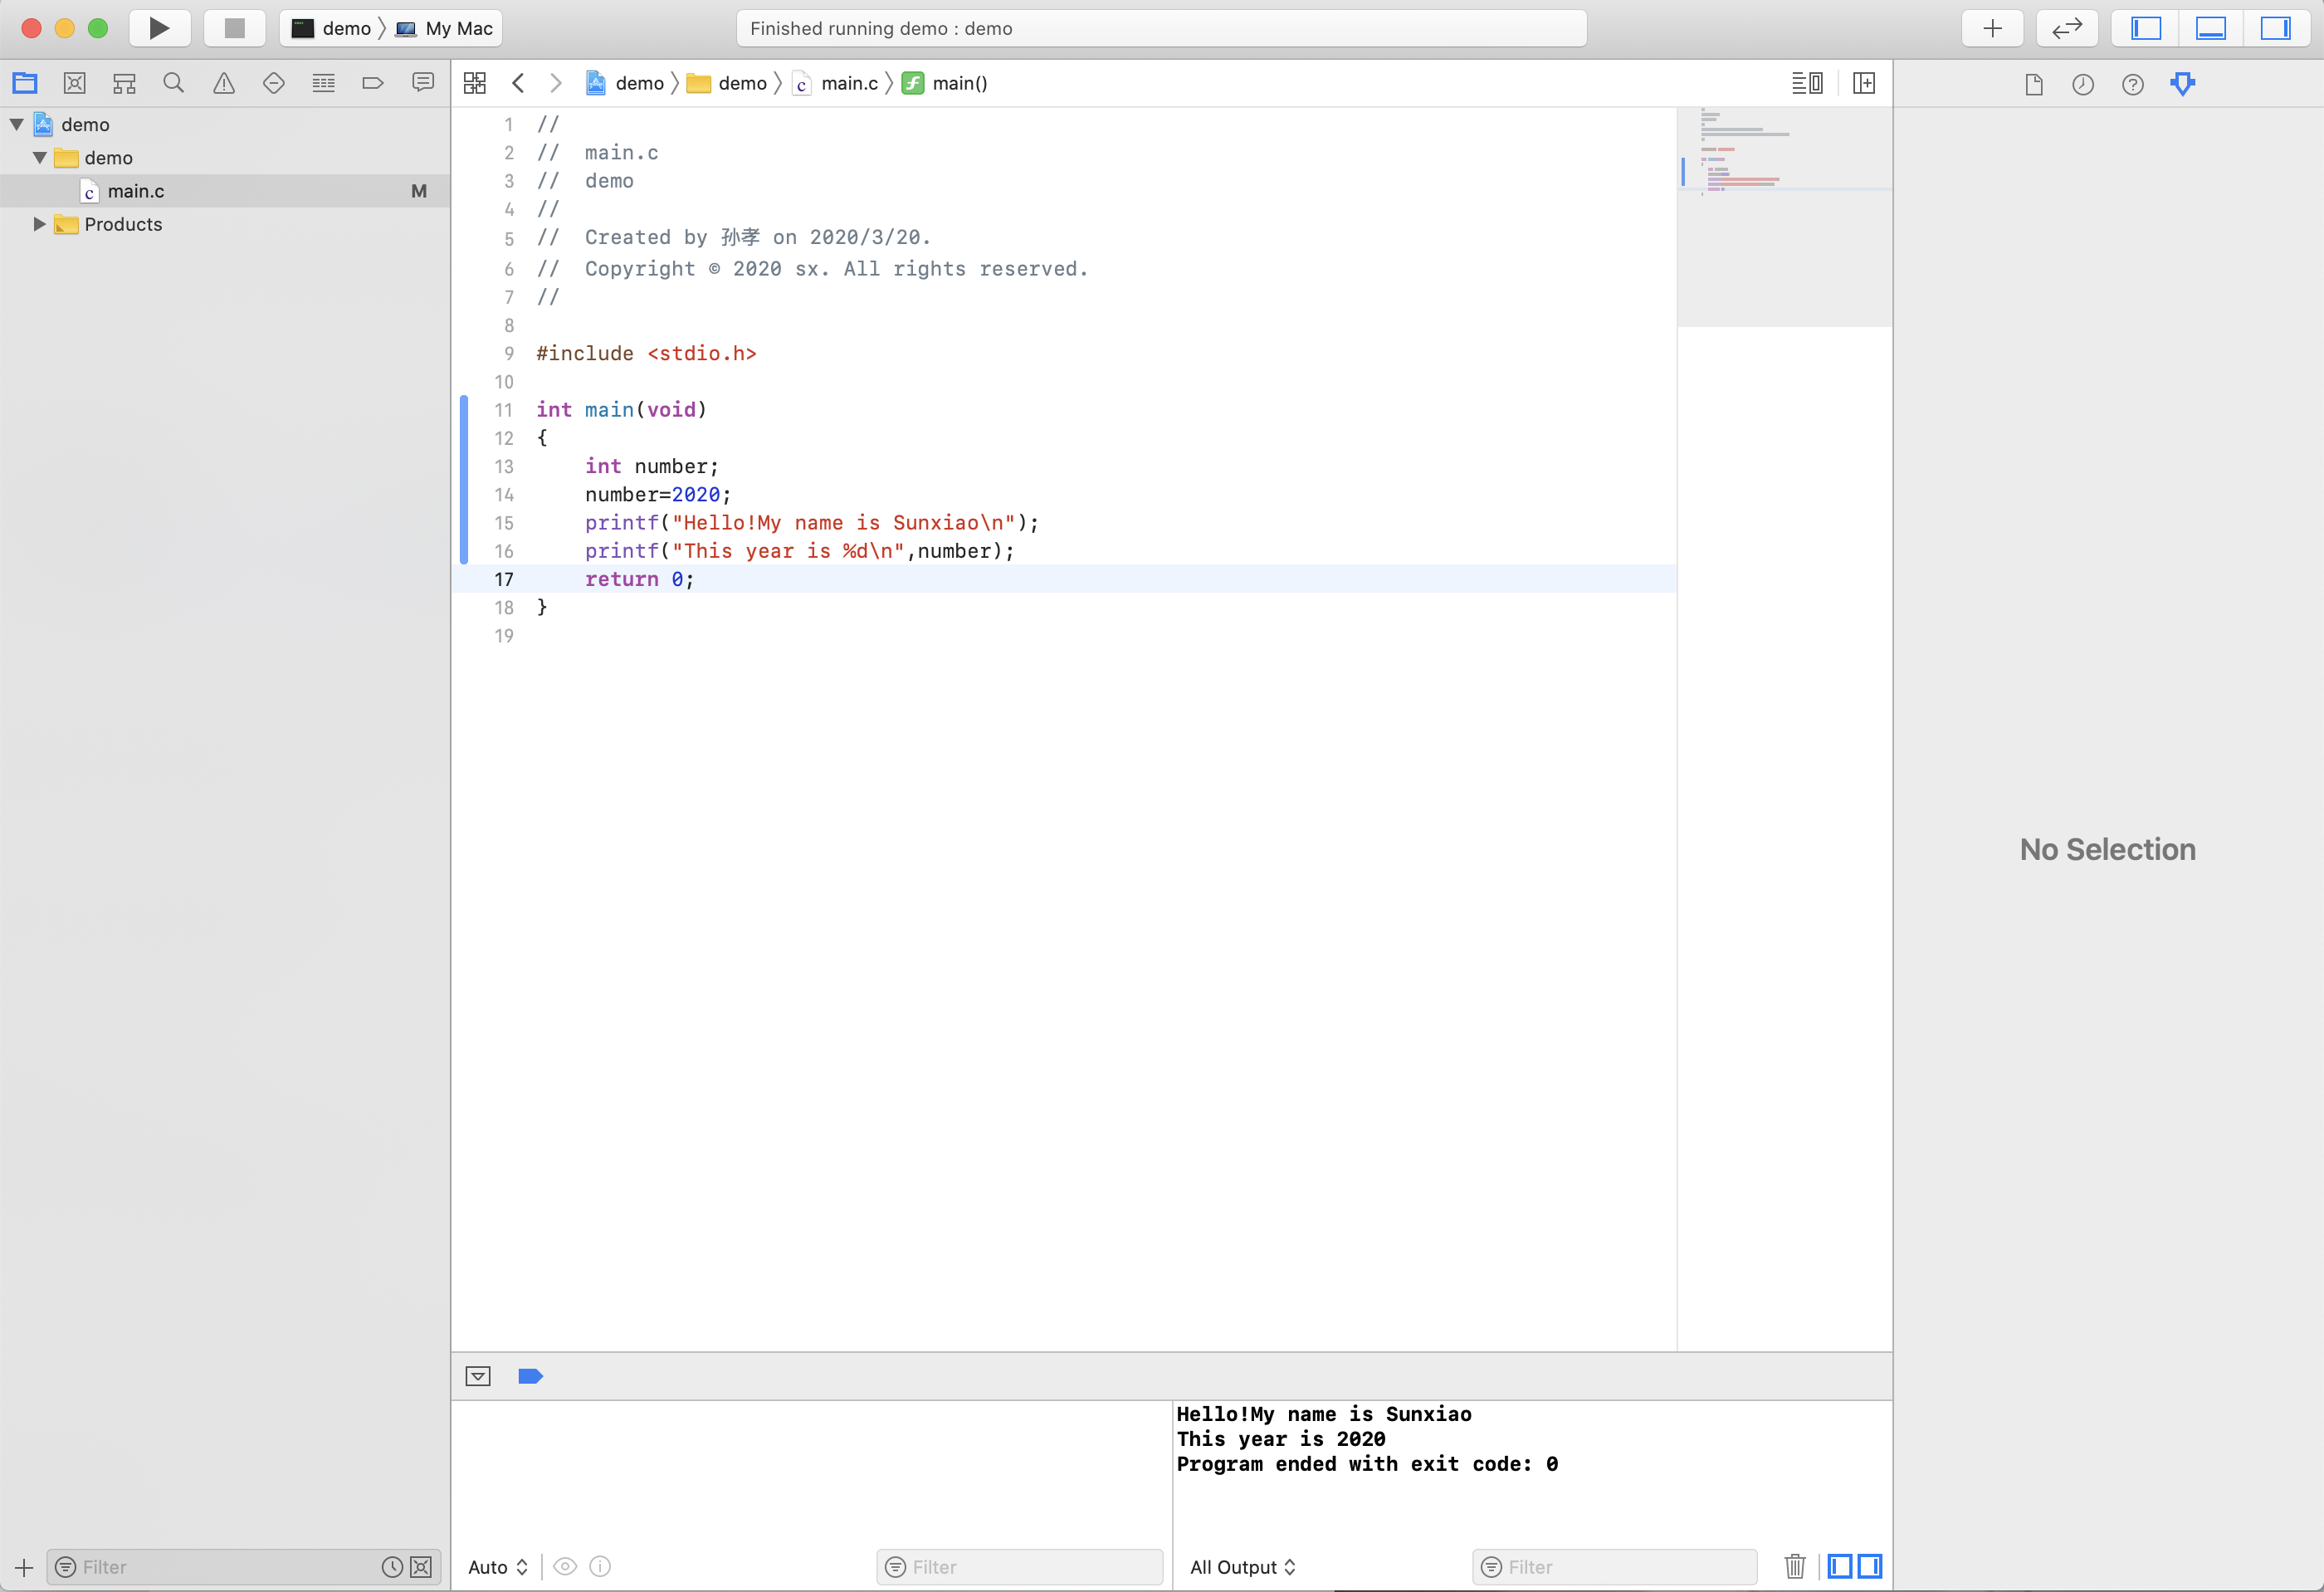 demo 〉 My Mac
Finished running demo : demo
demo 〉 demo 〉 main.c 〉 main()
demo
demo
main.c M
Products
1 //
2 //  main.c
3 //  demo
4 //
5 //  Created by 孙孝 on 2020/3/20.
6 //  Copyright © 2020 sx. All rights reserved.
7 //
8
9 #include <stdio.h>
10
11 int main(void)
12 {
13     int number;
14     number=2020;
15     printf("Hello!My name is Sunxiao\n");
16     printf("This year is %d\n",number);
17     return 0;
18 }
19
No Selection
Hello!My name is Sunxiao
This year is 2020
Program ended with exit code: 0
Filter
Auto
Filter
All Output
Filter